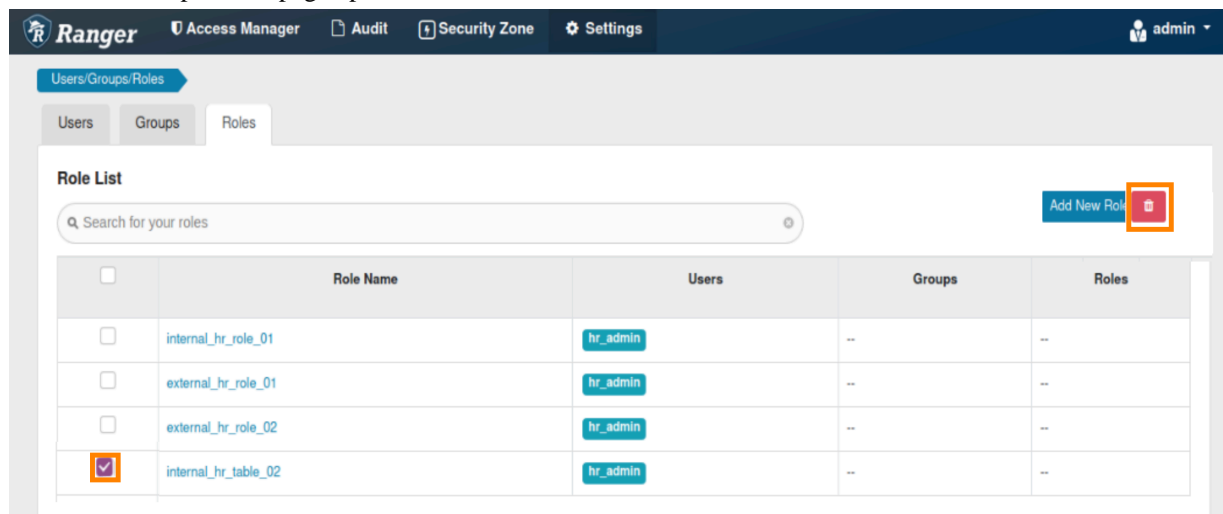 Ranger Access Manager Audit Security Zone Settings admin
Users/Groups/Roles
Users Groups Roles
Role List
Search for your roles
Add New Role
Role Name Users Groups Roles
internal_hr_role_01 hr_admin -- --
external_hr_role_01 hr_admin -- --
external_hr_role_02 hr_admin -- --
internal_hr_table_02 hr_admin -- --